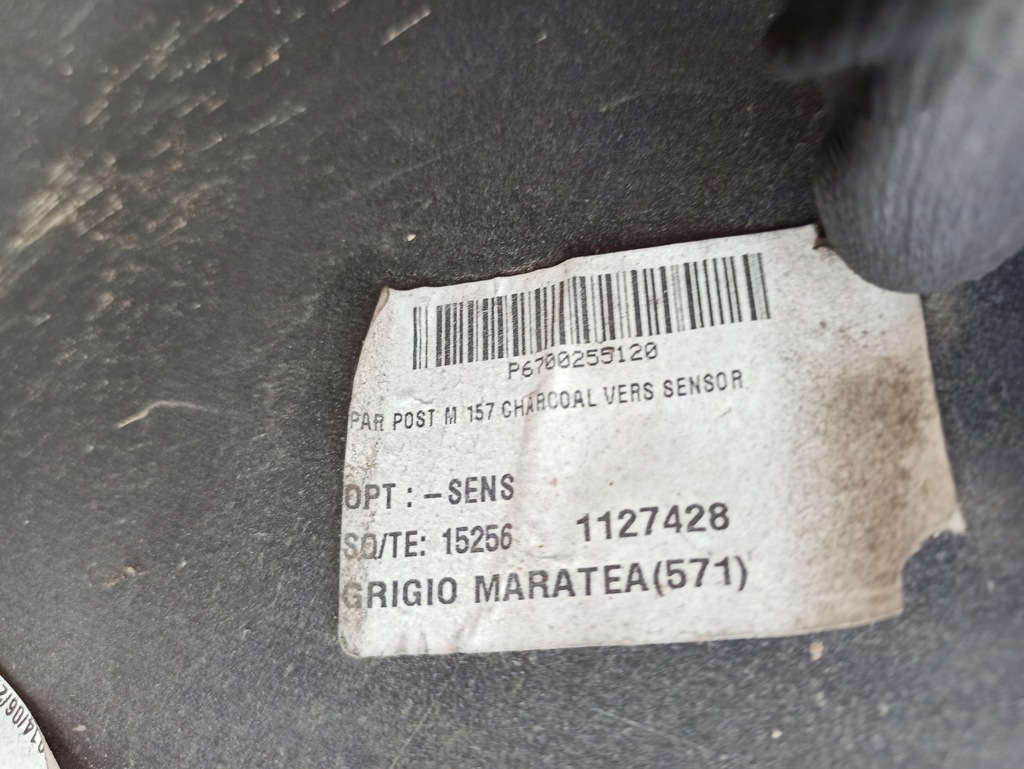 P6700255120
PAR POST M 157 CHARCOAL VERS SENSOR
OPT : -SENS
SQ/TE: 15256 1127428
GRIGIO MARATEA(571)